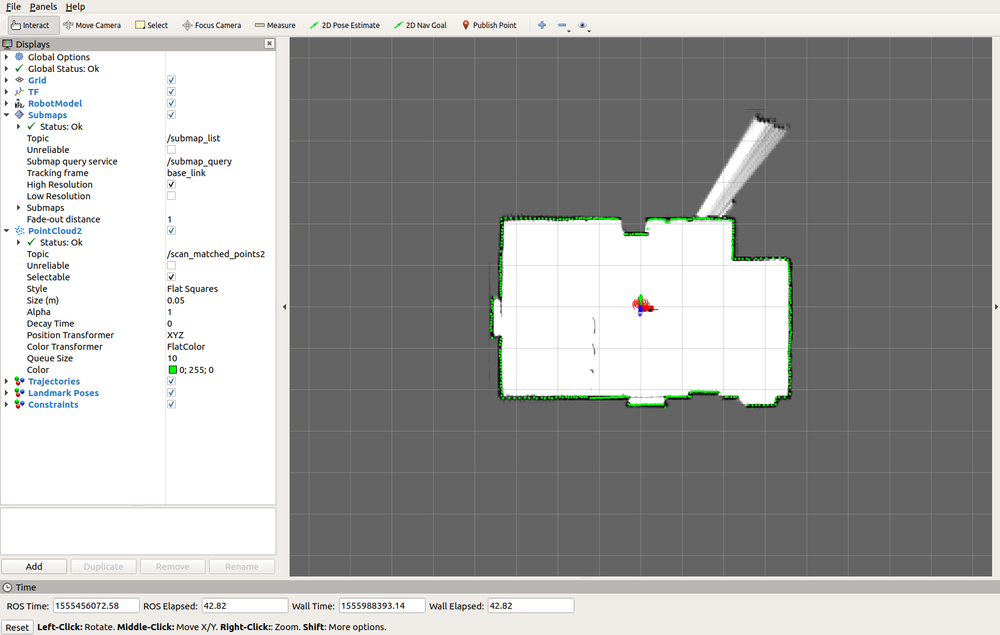 File Panels Help
Interact Move Camera Select Focus Camera Measure 2D Pose Estimate 2D Nav Goal Publish Point
Displays
Global Options
Global Status: Ok
Grid
TF
RobotModel
Submaps
Status: Ok
Topic /submap_list
Unreliable
Submap query service /submap_query
Tracking frame base_link
High Resolution
Low Resolution
Submaps
Fade-out distance 1
PointCloud2
Status: Ok
Topic /scan_matched_points2
Unreliable
Selectable
Style Flat Squares
Size (m) 0.05
Alpha 1
Decay Time 0
Position Transformer XYZ
Color Transformer FlatColor
Queue Size 10
Color 0; 255; 0
Trajectories
Landmark Poses
Constraints
Add Duplicate Remove Rename
Time
ROS Time: 1555456072.58 ROS Elapsed: 42.82 Wall Time: 1555988393.14 Wall Elapsed: 42.82
Reset Left-Click: Rotate. Middle-Click: Move X/Y. Right-Click:: Zoom. Shift: More options.